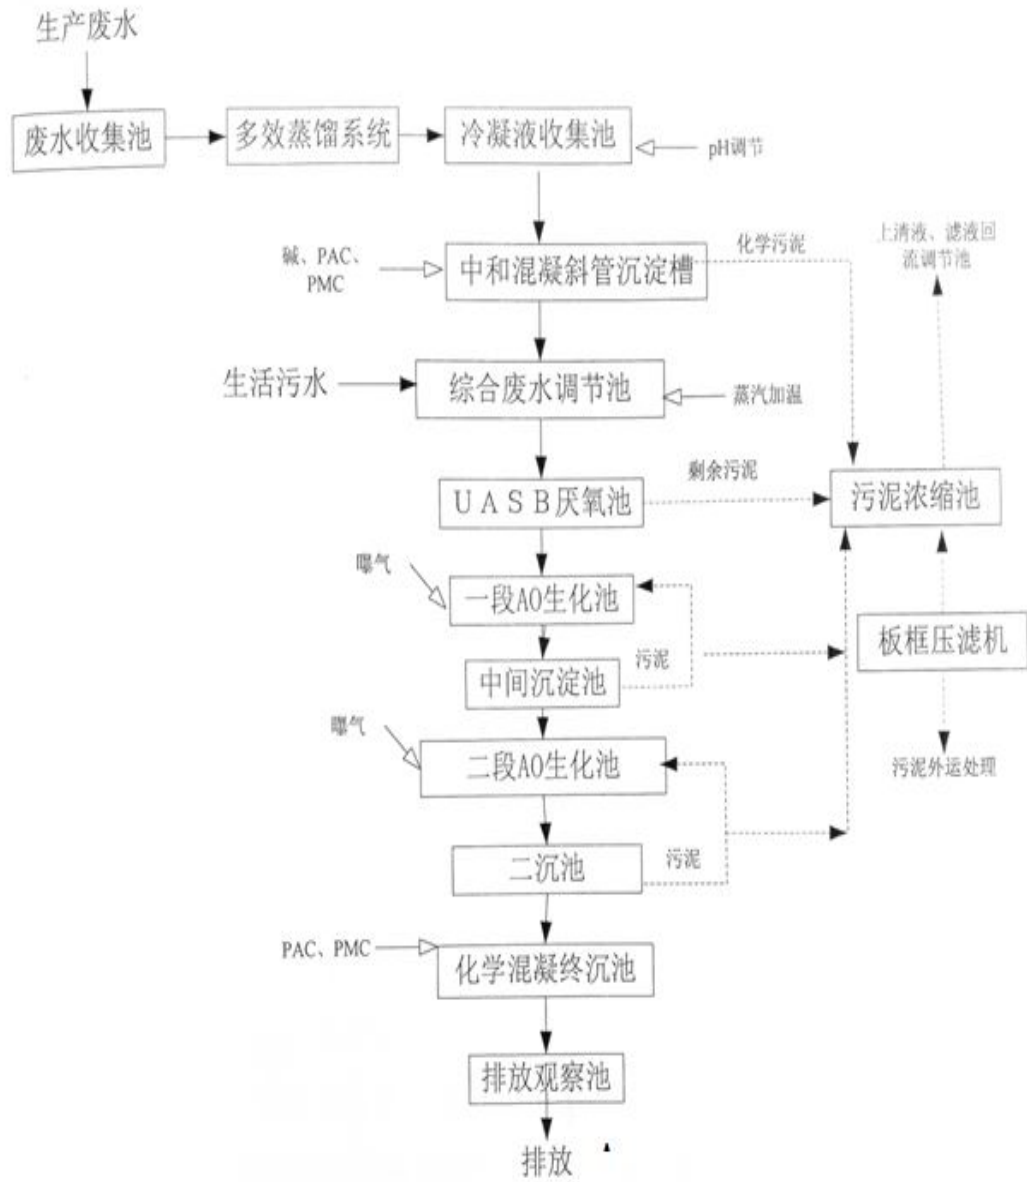 生产废水
废水收集池
多效蒸馏系统
冷凝液收集池
pH调节
碱、PAC、
PMC
中和混凝斜管沉淀槽
化学污泥
上清液、滤液回
流调节池
生活污水
综合废水调节池
蒸汽加温
UASB厌氧池
剩余污泥
污泥浓缩池
曝气
一段AO生化池
污泥
板框压滤机
中间沉淀池
曝气
二段AO生化池
污泥外运处理
二沉池
污泥
PAC、PMC
化学混凝终沉池
排放观察池
排放